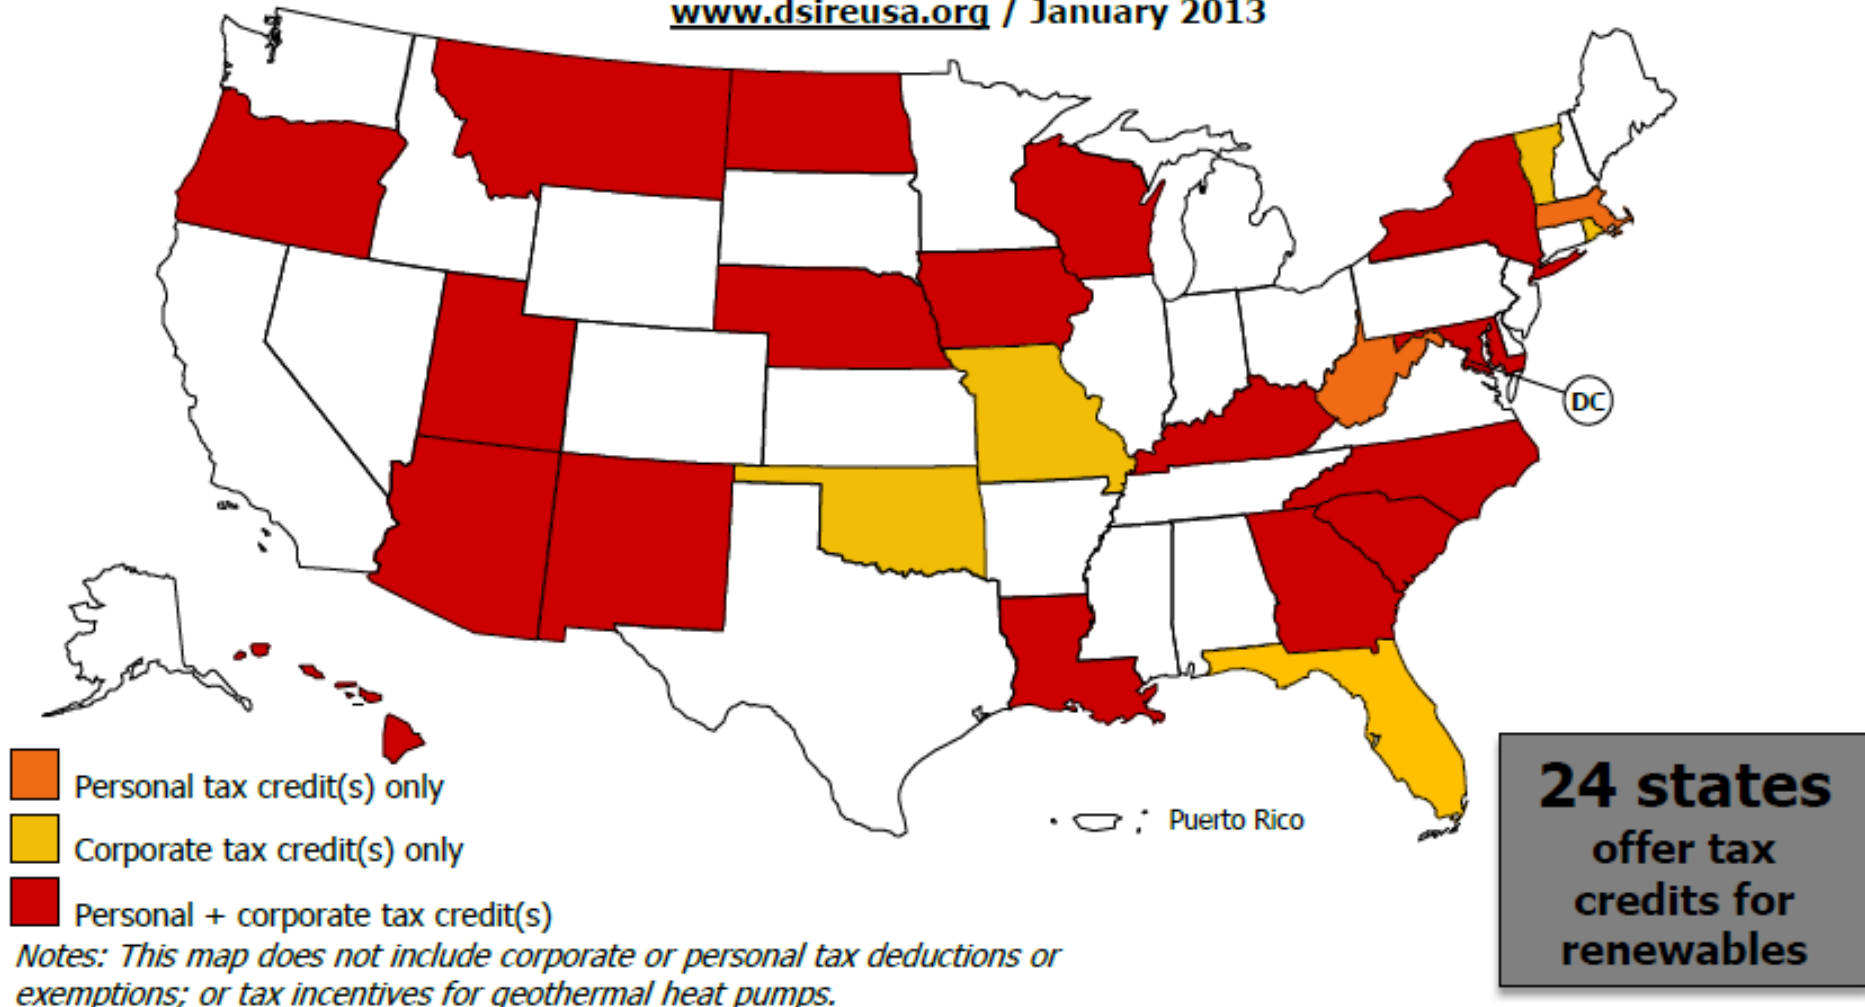 www.dsireusa.org / January 2013
DC
Puerto Rico
Personal tax credit(s) only
Corporate tax credit(s) only
Personal + corporate tax credit(s)
Notes: This map does not include corporate or personal tax deductions or
exemptions; or tax incentives for geothermal heat pumps.
24 states
offer tax
credits for
renewables